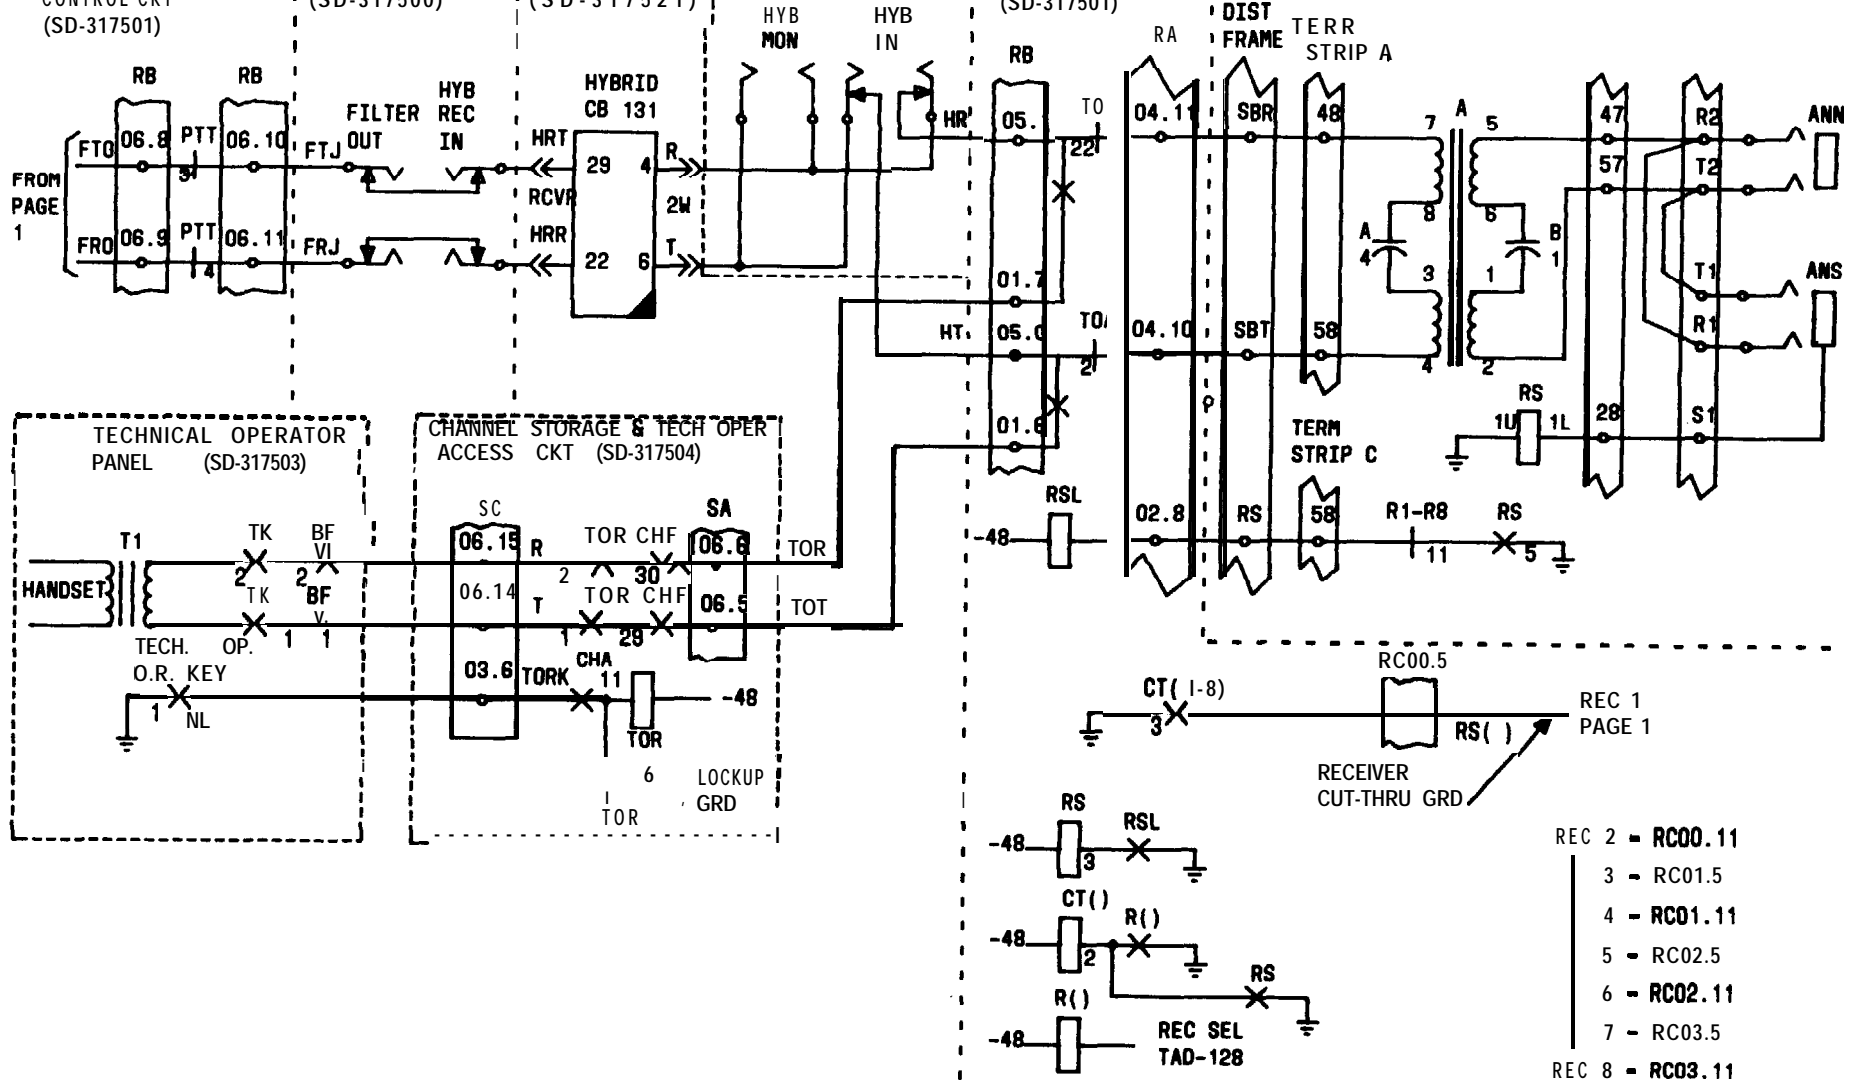 CONTROL CKT
(SD-317501)
(SD-317500)
(SD-317521)
HYB
MON
HYB
IN
(SD-317501)
RA
DIST
FRAME
TERR
STRIP A
RB
RB
FILTER
OUT
HYB
REC
IN
HYBRID
CB 131
RB
FROM
PAGE
1
FTO
06.8
PTT
3
06.10
FTJ
HRT
29
4
R
RCVR
2W
HR
05.
TO
22
04.11
SBR
48
7
A
5
47
R2
ANN
57
T2
8
6
FRO
06.9
PTT
4
06.11
FRJ
HRR
22
6
T
A
4
B
1
3
1
01.7
T1
ANS
HT
05.0
TO
2
04.10
SBT
58
4
2
R1
01.6
RS
1U
1L
28
S1
TERM
STRIP C
TECHNICAL OPERATOR
PANEL (SD-317503)
CHANNEL STORAGE & TECH OPER
ACCESS CKT (SD-317504)
RSL
-48
02.8
RS
58
R1-R8
11
RS
5
T1
HANDSET
TK
2
BF
VI
2
SC
06.15
R
TOR CHF
2
30
SA
06.6
TOR
TK
1
BF
V.
1
06.14
T
TOR CHF
1
29
06.5
TOT
TECH. OP.
O.R. KEY
1
NL
03.6
TORK
CHA
11
-48
TOR
6
LOCKUP
GRD
TOR
RC00.5
CT( I-8)
3
RS( )
REC 1
PAGE 1
RECEIVER
CUT-THRU GRD
RS
-48
3
RSL
CT()
-48
2
R()
RS
R()
-48
REC SEL
TAD-128
REC 2 - RC00.11
3 - RC01.5
4 - RC01.11
5 - RC02.5
6 - RC02.11
7 - RC03.5
REC 8 - RC03.11